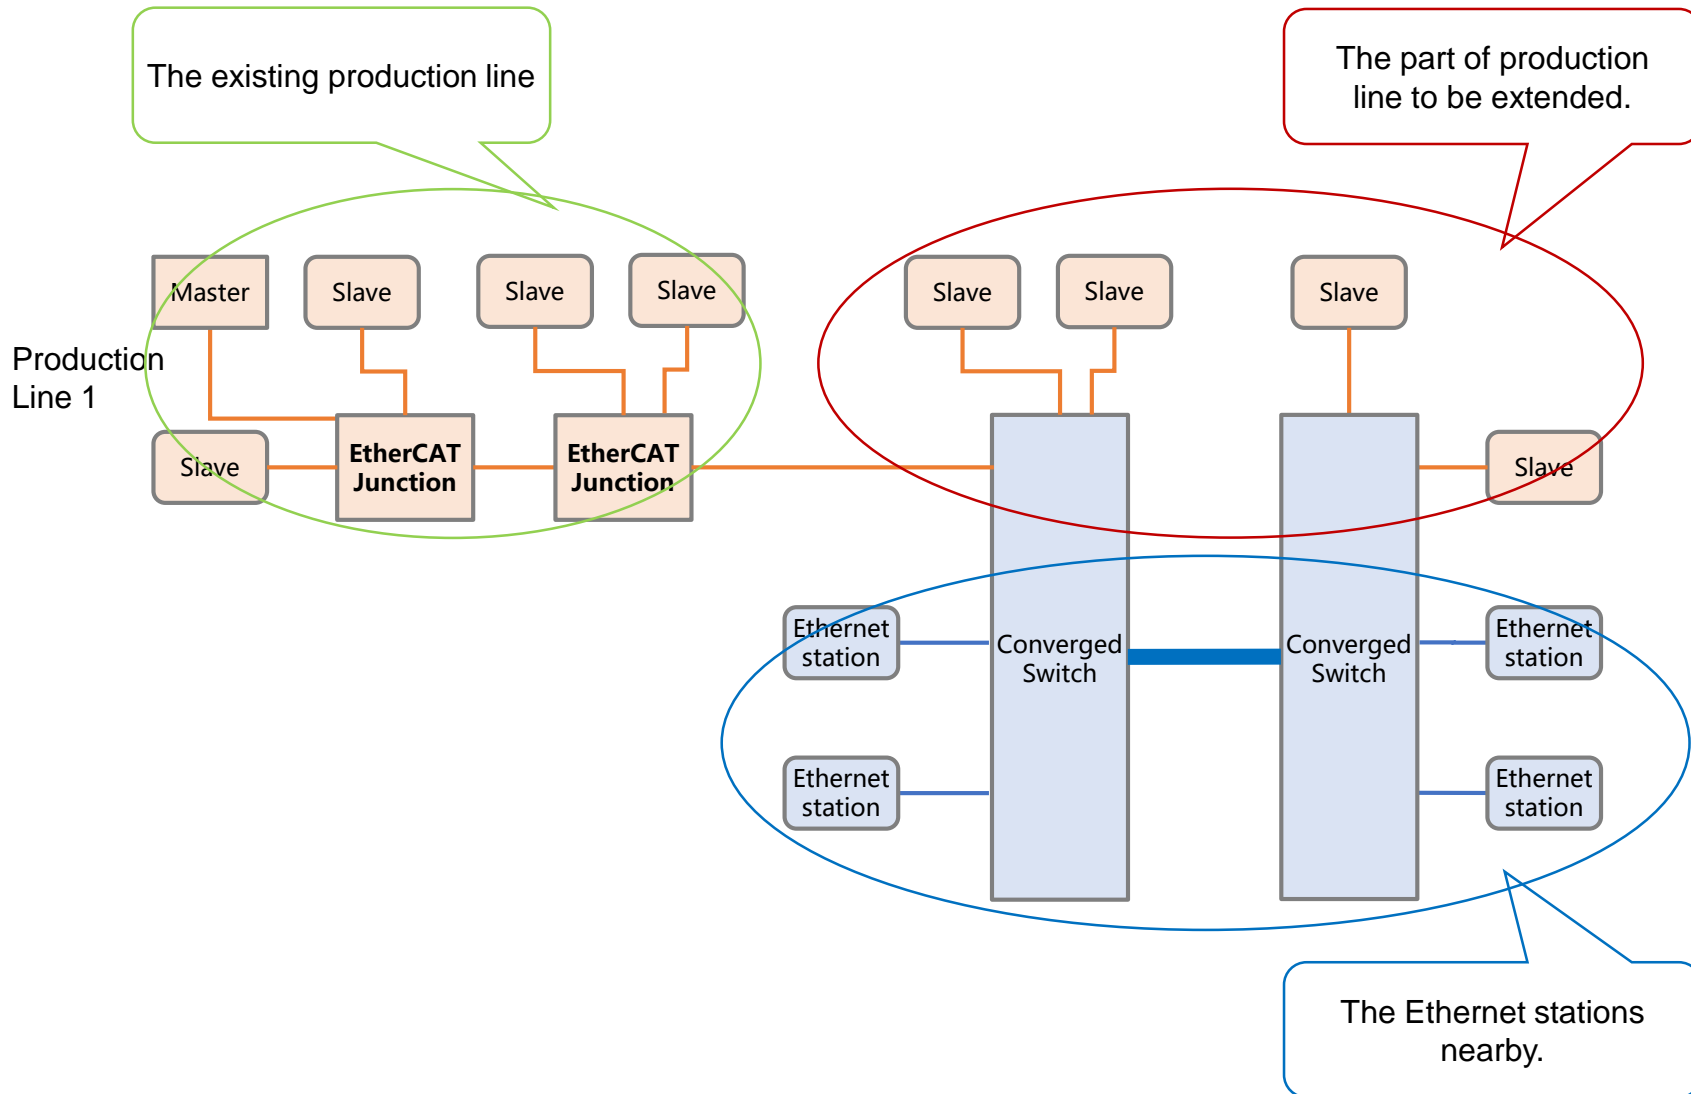 The existing production line
The part of production
line to be extended.
Master
Slave
Slave
Slave
Slave
Slave
Slave
Production
Line 1
Slave
EtherCAT
Junction
EtherCAT
Junction
Slave
Ethernet
station
Converged
Switch
Converged
Switch
Ethernet
station
Ethernet
station
Ethernet
station
The Ethernet stations
nearby.